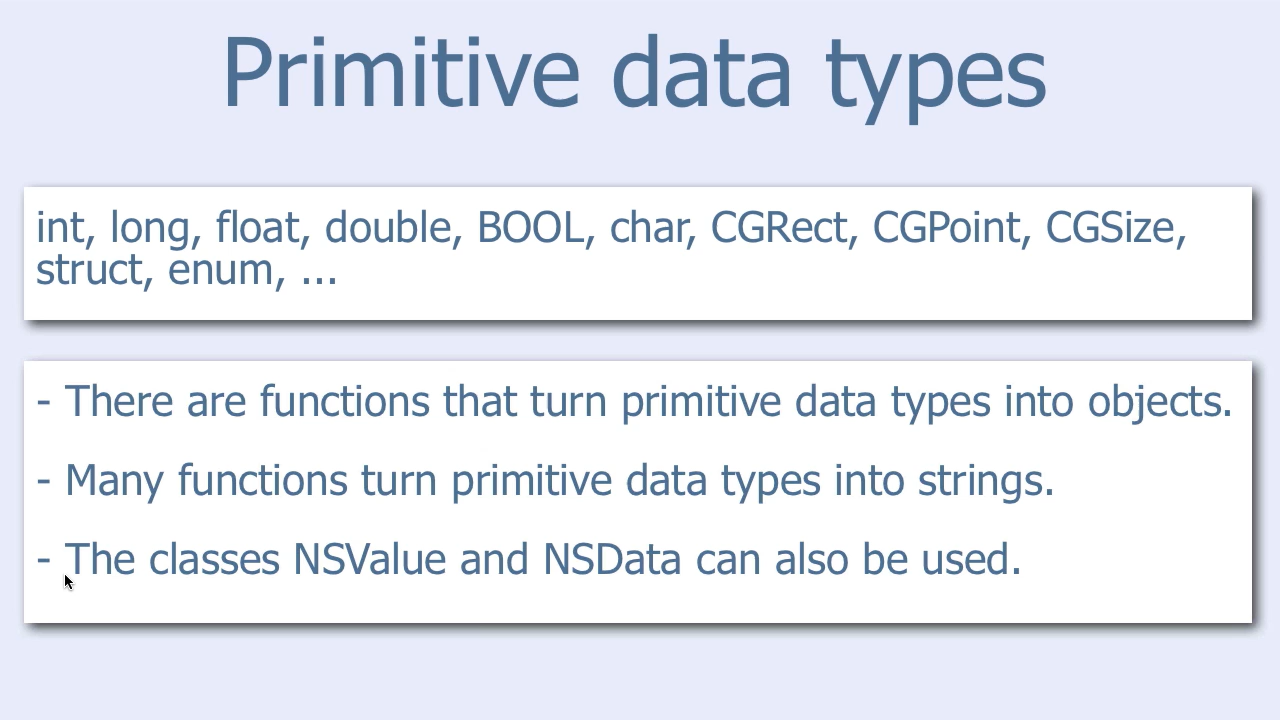 Primitive data types
int, long, float, double, BOOL, char, CGRect, CGPoint, CGSize,
struct, enum, ...
- There are functions that turn primitive data types into objects.
- Many functions turn primitive data types into strings.
- The classes NSValue and NSData can also be used.